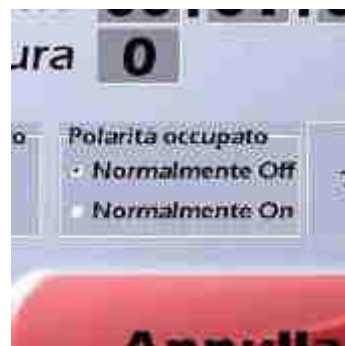 ura 0
Polarita occupato
Normalmente Off
Normalmente On
Annulla